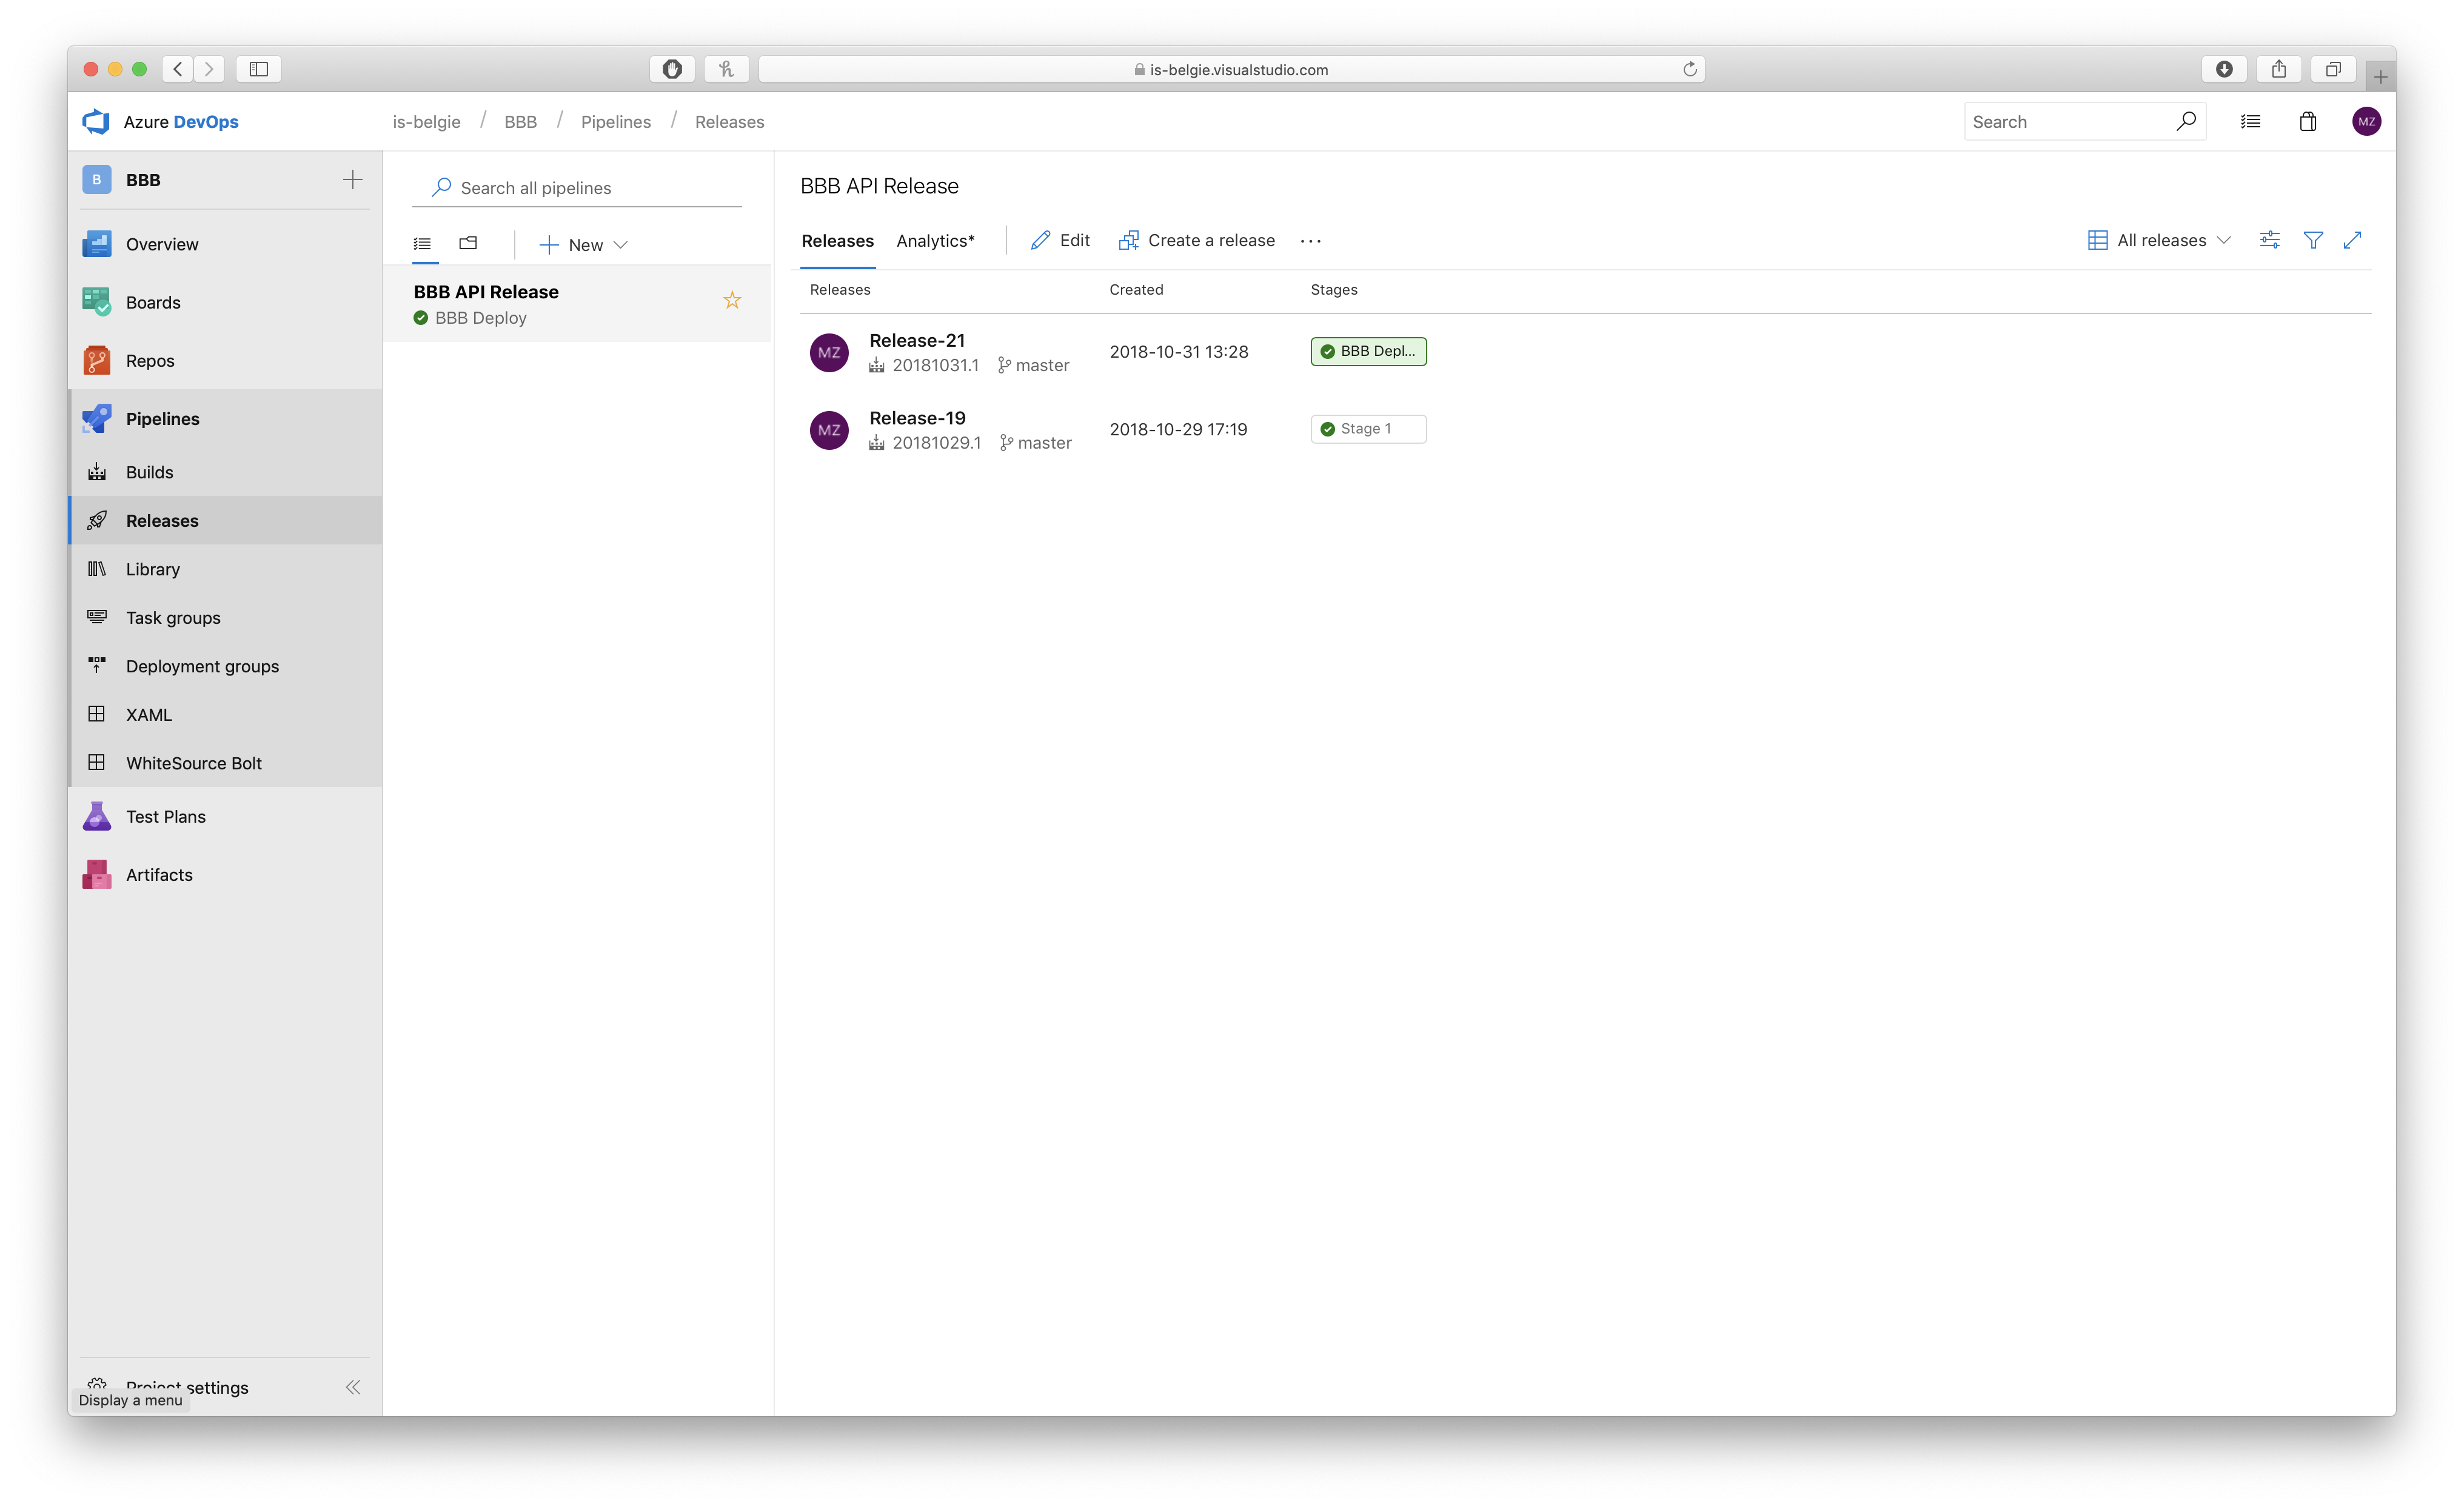 is-belgie.visualstudio.com
Azure DevOps
is-belgie / BBB / Pipelines / Releases
Search
MZ
B BBB
Overview
Boards
Repos
Pipelines
Builds
Releases
Library
Task groups
Deployment groups
XAML
WhiteSource Bolt
Test Plans
Artifacts
Project settings
Display a menu
Search all pipelines
New
BBB API Release
BBB Deploy
BBB API Release
Releases Analytics* Edit Create a release ... All releases
Releases Created Stages
MZ Release-21 2018-10-31 13:28 BBB Depl...
20181031.1 master
MZ Release-19 2018-10-29 17:19 Stage 1
20181029.1 master